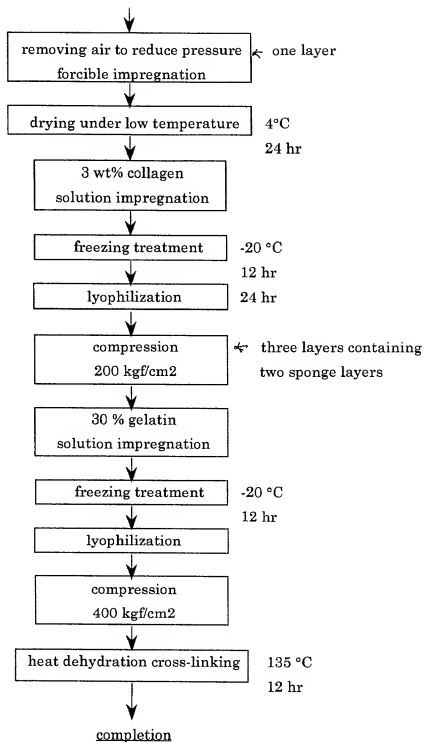 removing air to reduce pressure
forcible impregnation
one layer
drying under low temperature
4°C
24 hr
3 wt% collagen
solution impregnation
freezing treatment
-20 °C
12 hr
lyophilization
24 hr
compression
200 kgf/cm2
three layers containing
two sponge layers
30 % gelatin
solution impregnation
freezing treatment
-20 °C
12 hr
lyophilization
compression
400 kgf/cm2
heat dehydration cross-linking
135 °C
12 hr
completion